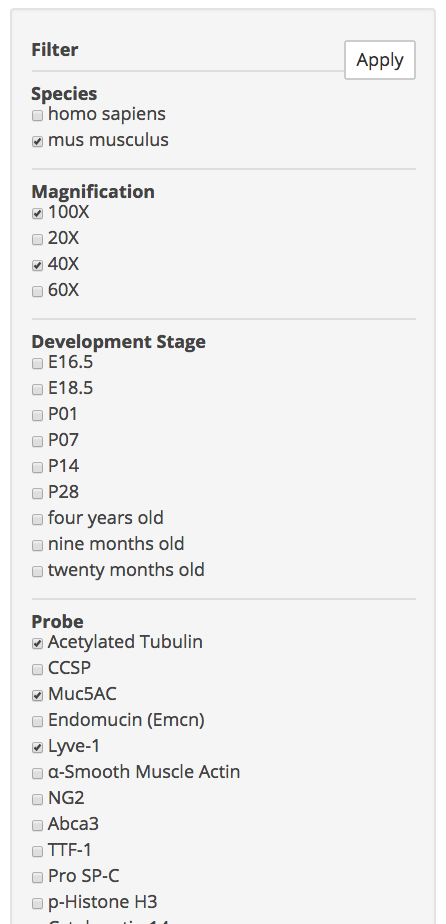 Filter
Apply
Species
homo sapiens
mus musculus
Magnification
100X
20X
40X
60X
Development Stage
E16.5
E18.5
P01
P07
P14
P28
four years old
nine months old
twenty months old
Probe
Acetylated Tubulin
CCSP
Muc5AC
Endomucin (Emcn)
Lyve-1
α-Smooth Muscle Actin
NG2
Abca3
TTF-1
Pro SP-C
p-Histone H3